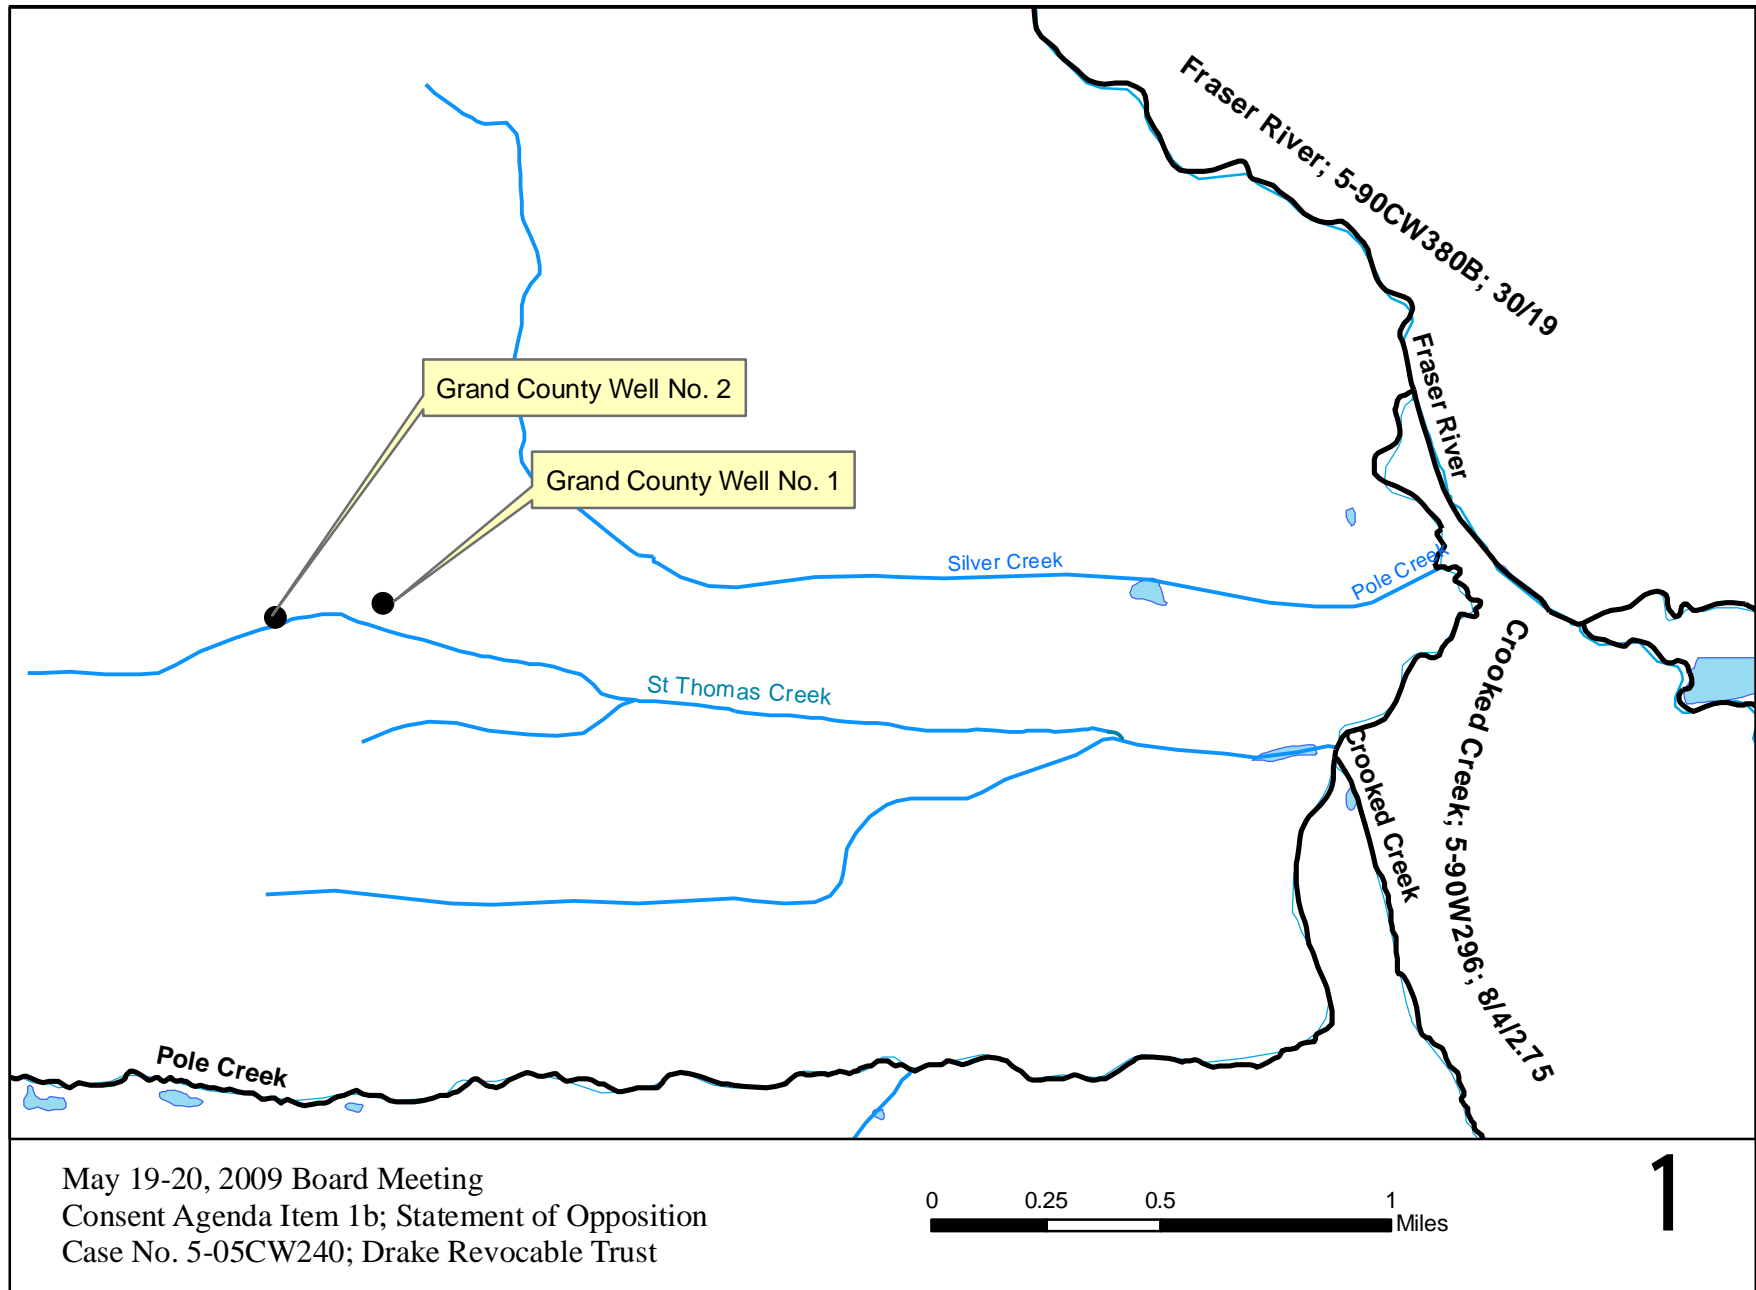 Fraser River; 5-90CW380B; 30/19
Fraser River
Grand County Well No. 2
Grand County Well No. 1
Silver Creek
Pole Creek
St Thomas Creek
Crooked Creek; 5-90W296; 8/4/2.75
Crooked Creek
Pole Creek
May 19-20, 2009 Board Meeting
Consent Agenda Item 1b; Statement of Opposition
Case No. 5-05CW240; Drake Revocable Trust
0 0.25 0.5 1
Miles
1